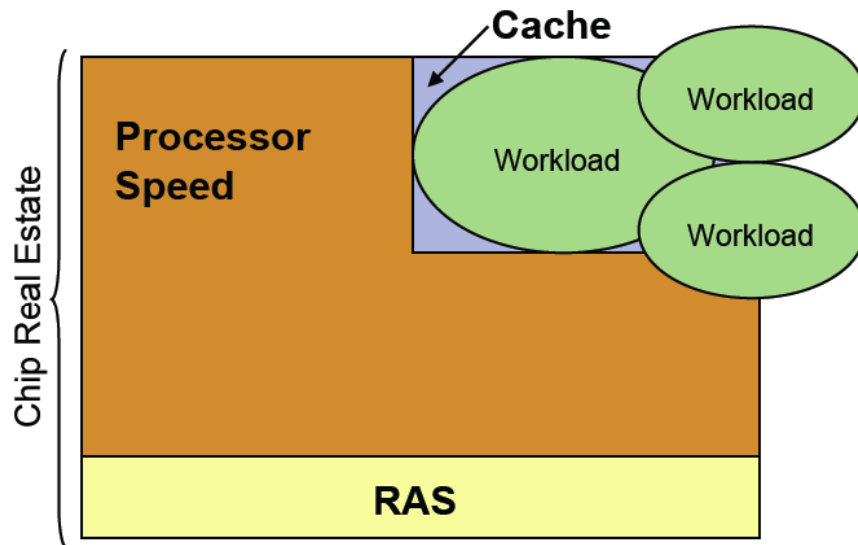 Cache
Workload
Processor
Speed
Workload
Workload
Chip Real Estate
RAS